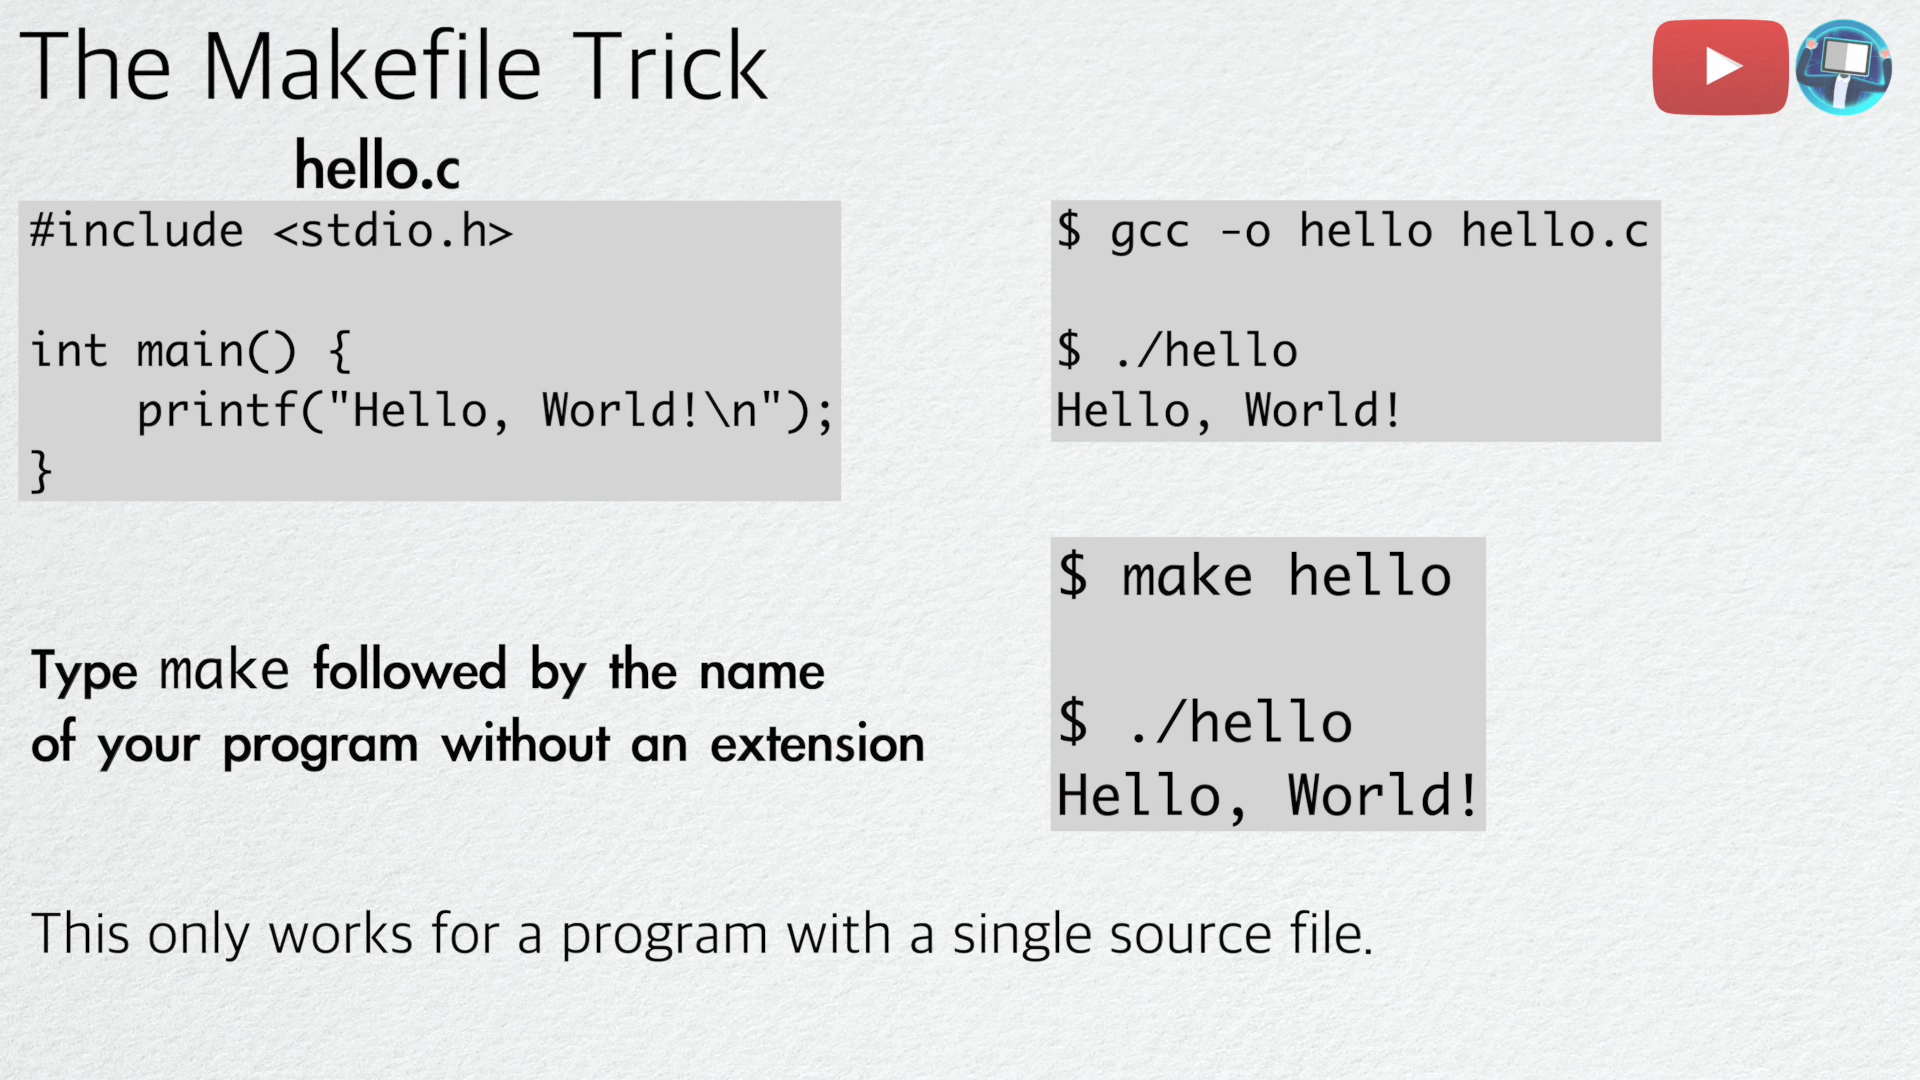 The Makefile Trick
hello.c
#include <stdio.h>
int main() {
    printf("Hello, World!\n");
}
$ gcc -o hello hello.c
$ ./hello
Hello, World!
Type make followed by the name
of your program without an extension
$ make hello
$ ./hello
Hello, World!
This only works for a program with a single source file.